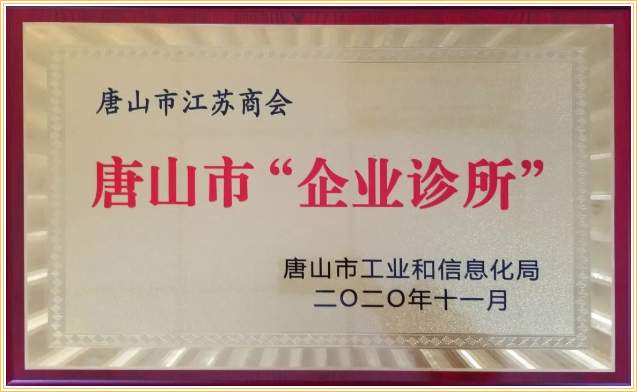 唐山市江苏商会
唐山市“企业诊所”
唐山市工业和信息化局
二〇二〇年十一月